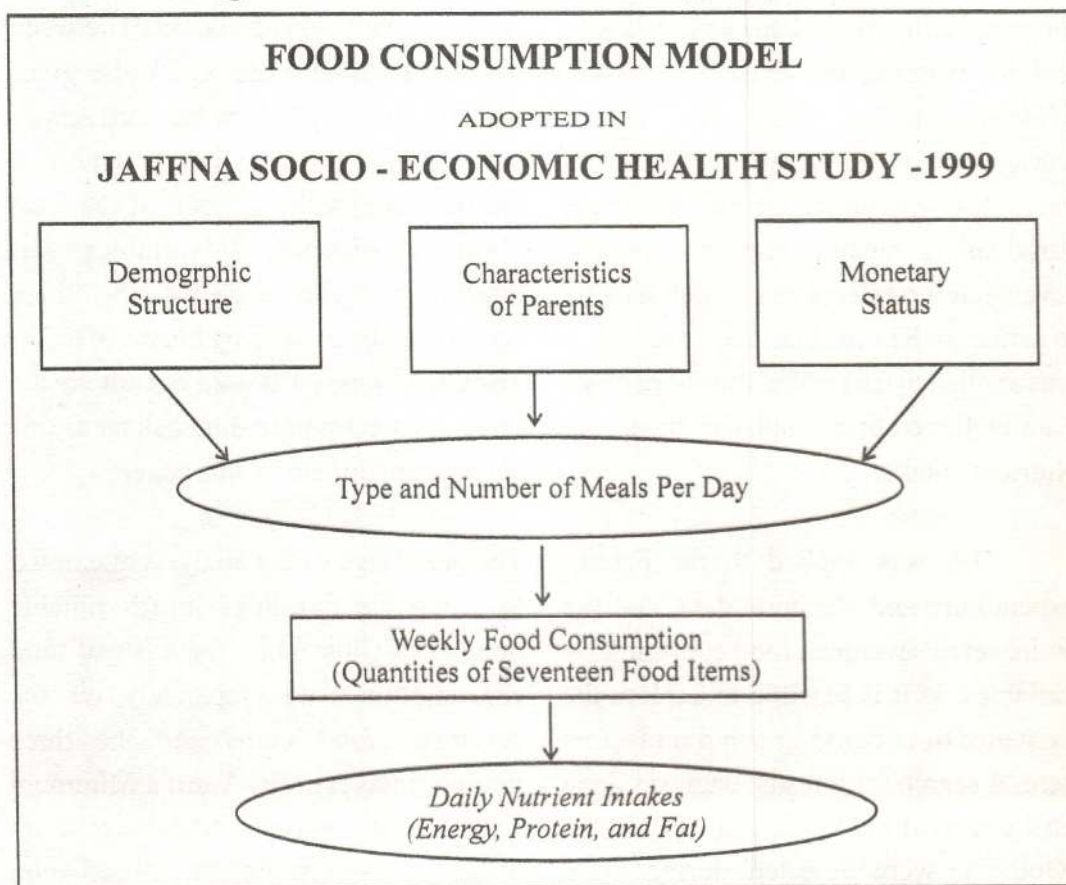 FOOD CONSUMPTION MODEL
ADOPTED IN
JAFFNA SOCIO - ECONOMIC HEALTH STUDY -1999
Demogrphic
Structure
Characteristics
of Parents
Monetary
Status
Type and Number of Meals Per Day
Weekly Food Consumption
(Quantities of Seventeen Food Items)
Daily Nutrient Intakes
(Energy, Protein, and Fat)